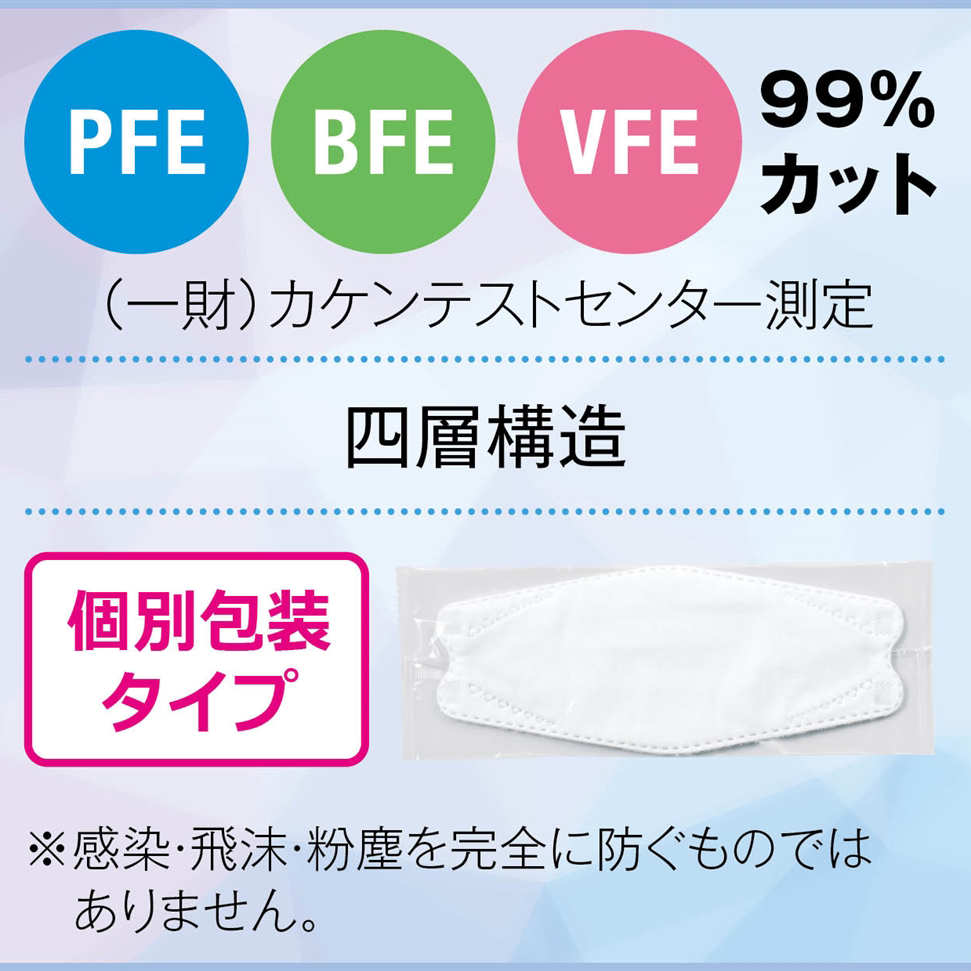 PFE BFE VFE 99%
カット
(一財)カケンテストセンター測定
四層構造
個別包装
タイプ
※感染・飛沫・粉塵を完全に防ぐものでは
ありません。